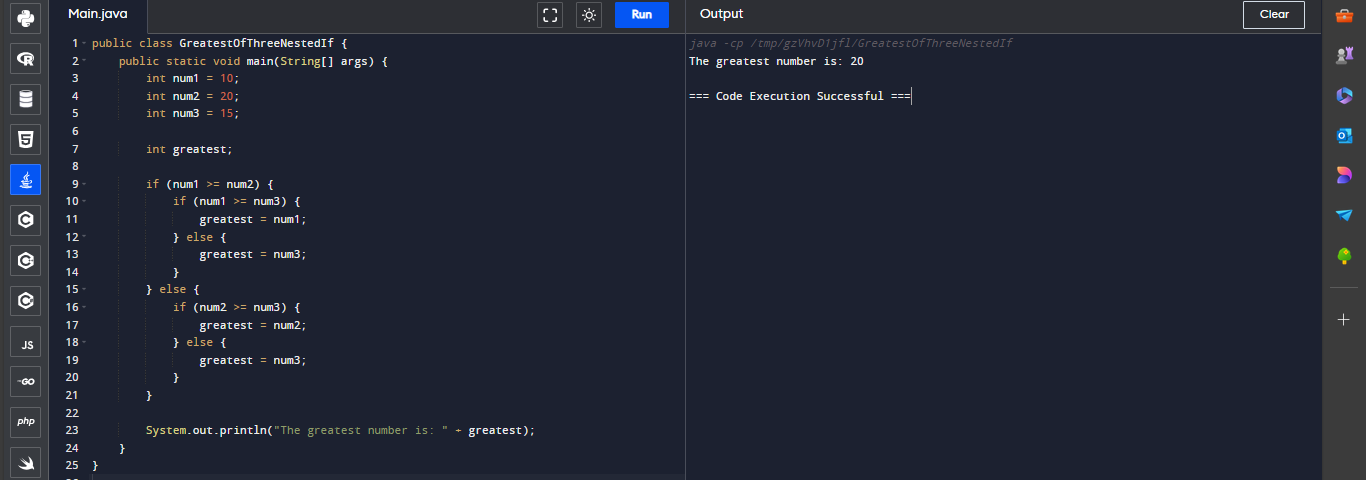 Main.java
Run
Output
Clear
1 public class GreatestOfThreeNestedIf {
2 public static void main(String[] args) {
3 int num1 = 10;
4 int num2 = 20;
5 int num3 = 15;
6
7 int greatest;
8
9 if (num1 >= num2) {
10 if (num1 >= num3) {
11 greatest = num1;
12 } else {
13 greatest = num3;
14 }
15 } else {
16 if (num2 >= num3) {
17 greatest = num2;
18 } else {
19 greatest = num3;
20 }
21 }
22
23 System.out.println("The greatest number is: " + greatest);
24 }
25 }
java -cp /tmp/gzVhvD1jfl/GreatestOfThreeNestedIf
The greatest number is: 20
=== Code Execution Successful ===
R
5
JS
GO
php